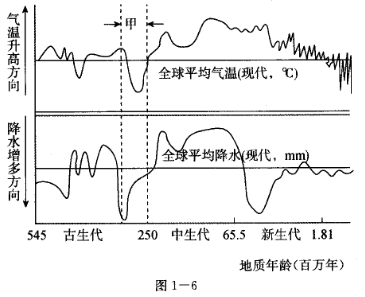 气温升高方向
甲
全球平均气温(现代，℃)
降水增多方向
全球平均降水(现代，mm)
545 古生代 250 中生代 65.5 新生代 1.81
地质年龄(百万年)
图1－6